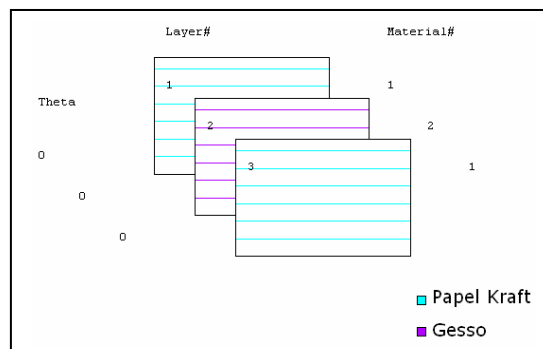 Layer# Material#
1 1
Theta
2 2
0 3 1
0
0
Papel Kraft
Gesso